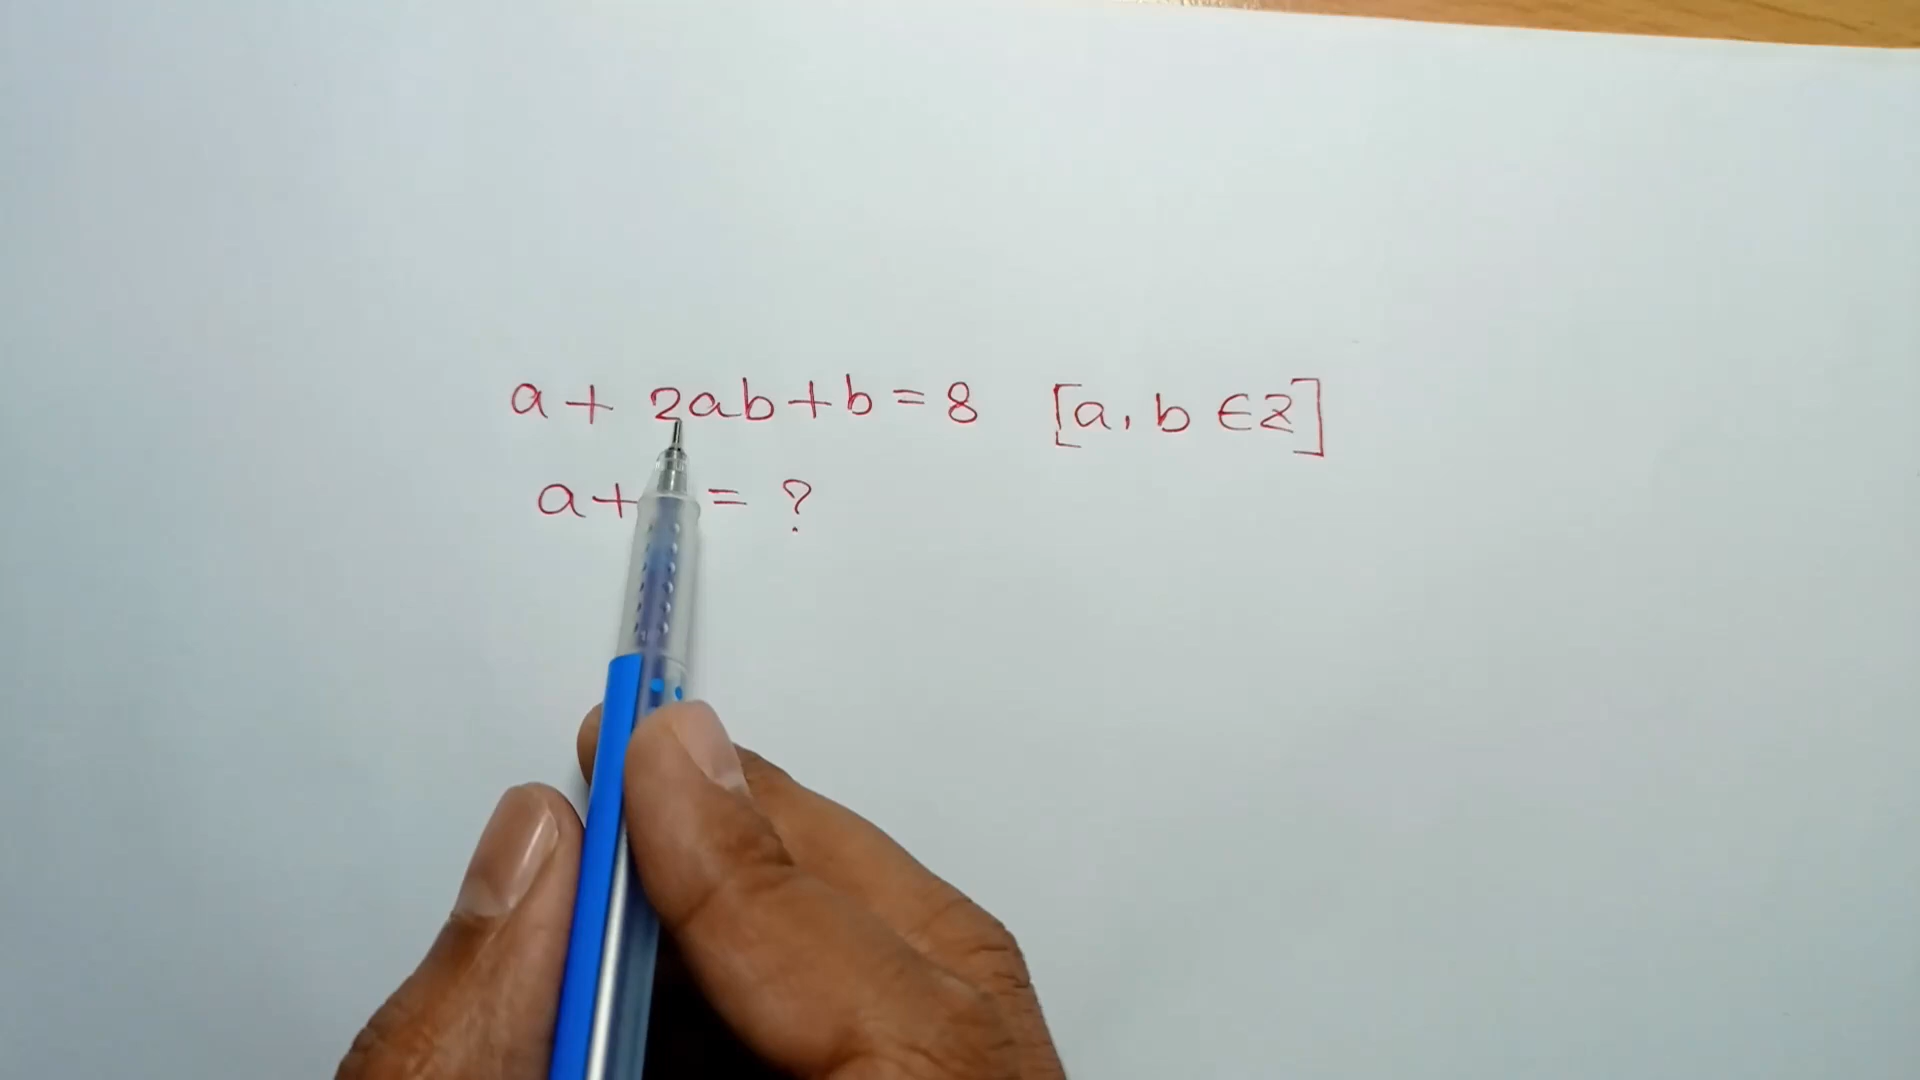 a + 2ab + b = 8 [a, b ∈ Z]
a + = ?